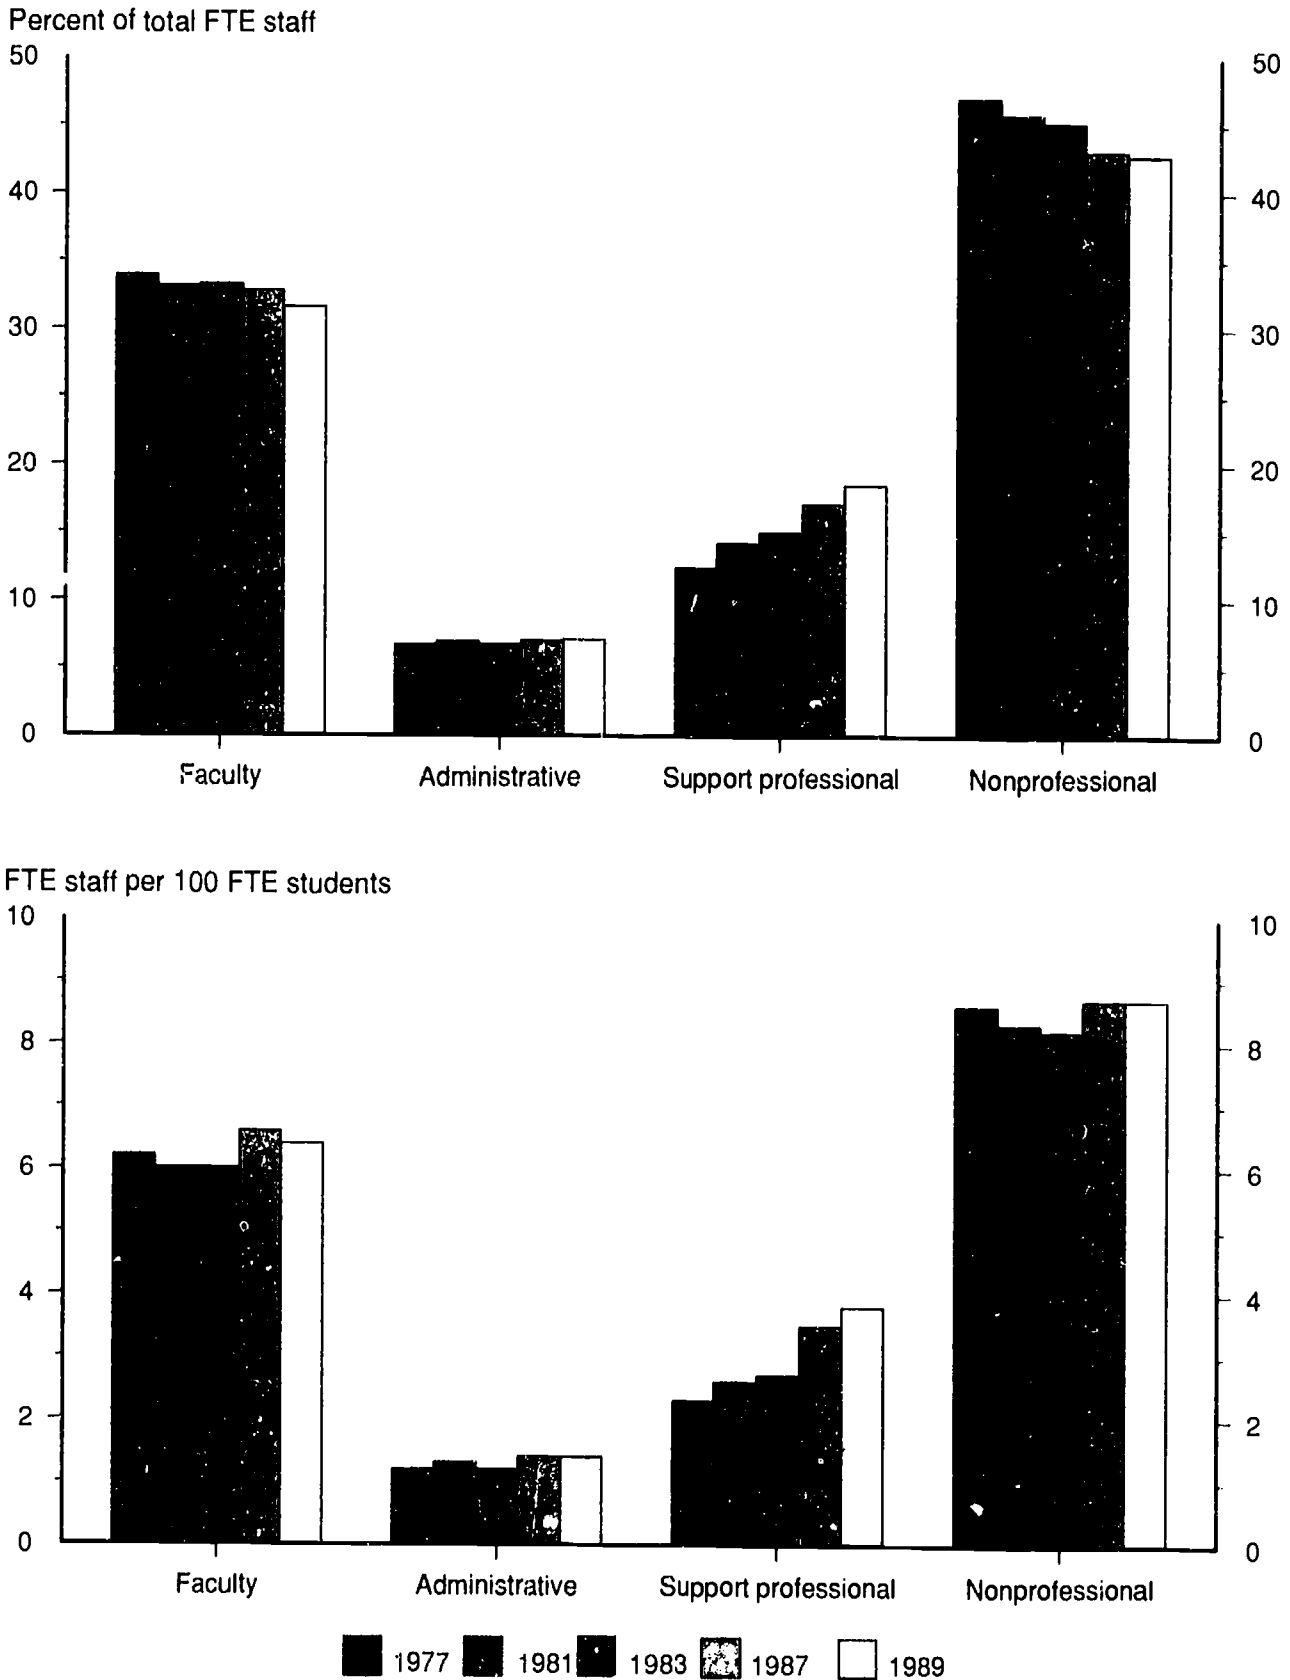 Percent of total FTE staff
50 50
40 40
30 30
20 20
10 10
0 0
Faculty Administrative Support professional Nonprofessional
FTE staff per 100 FTE students
10 10
8 8
6 6
4 4
2 2
0 0
Faculty Administrative Support professional Nonprofessional
1977 1981 1983 1987 1989